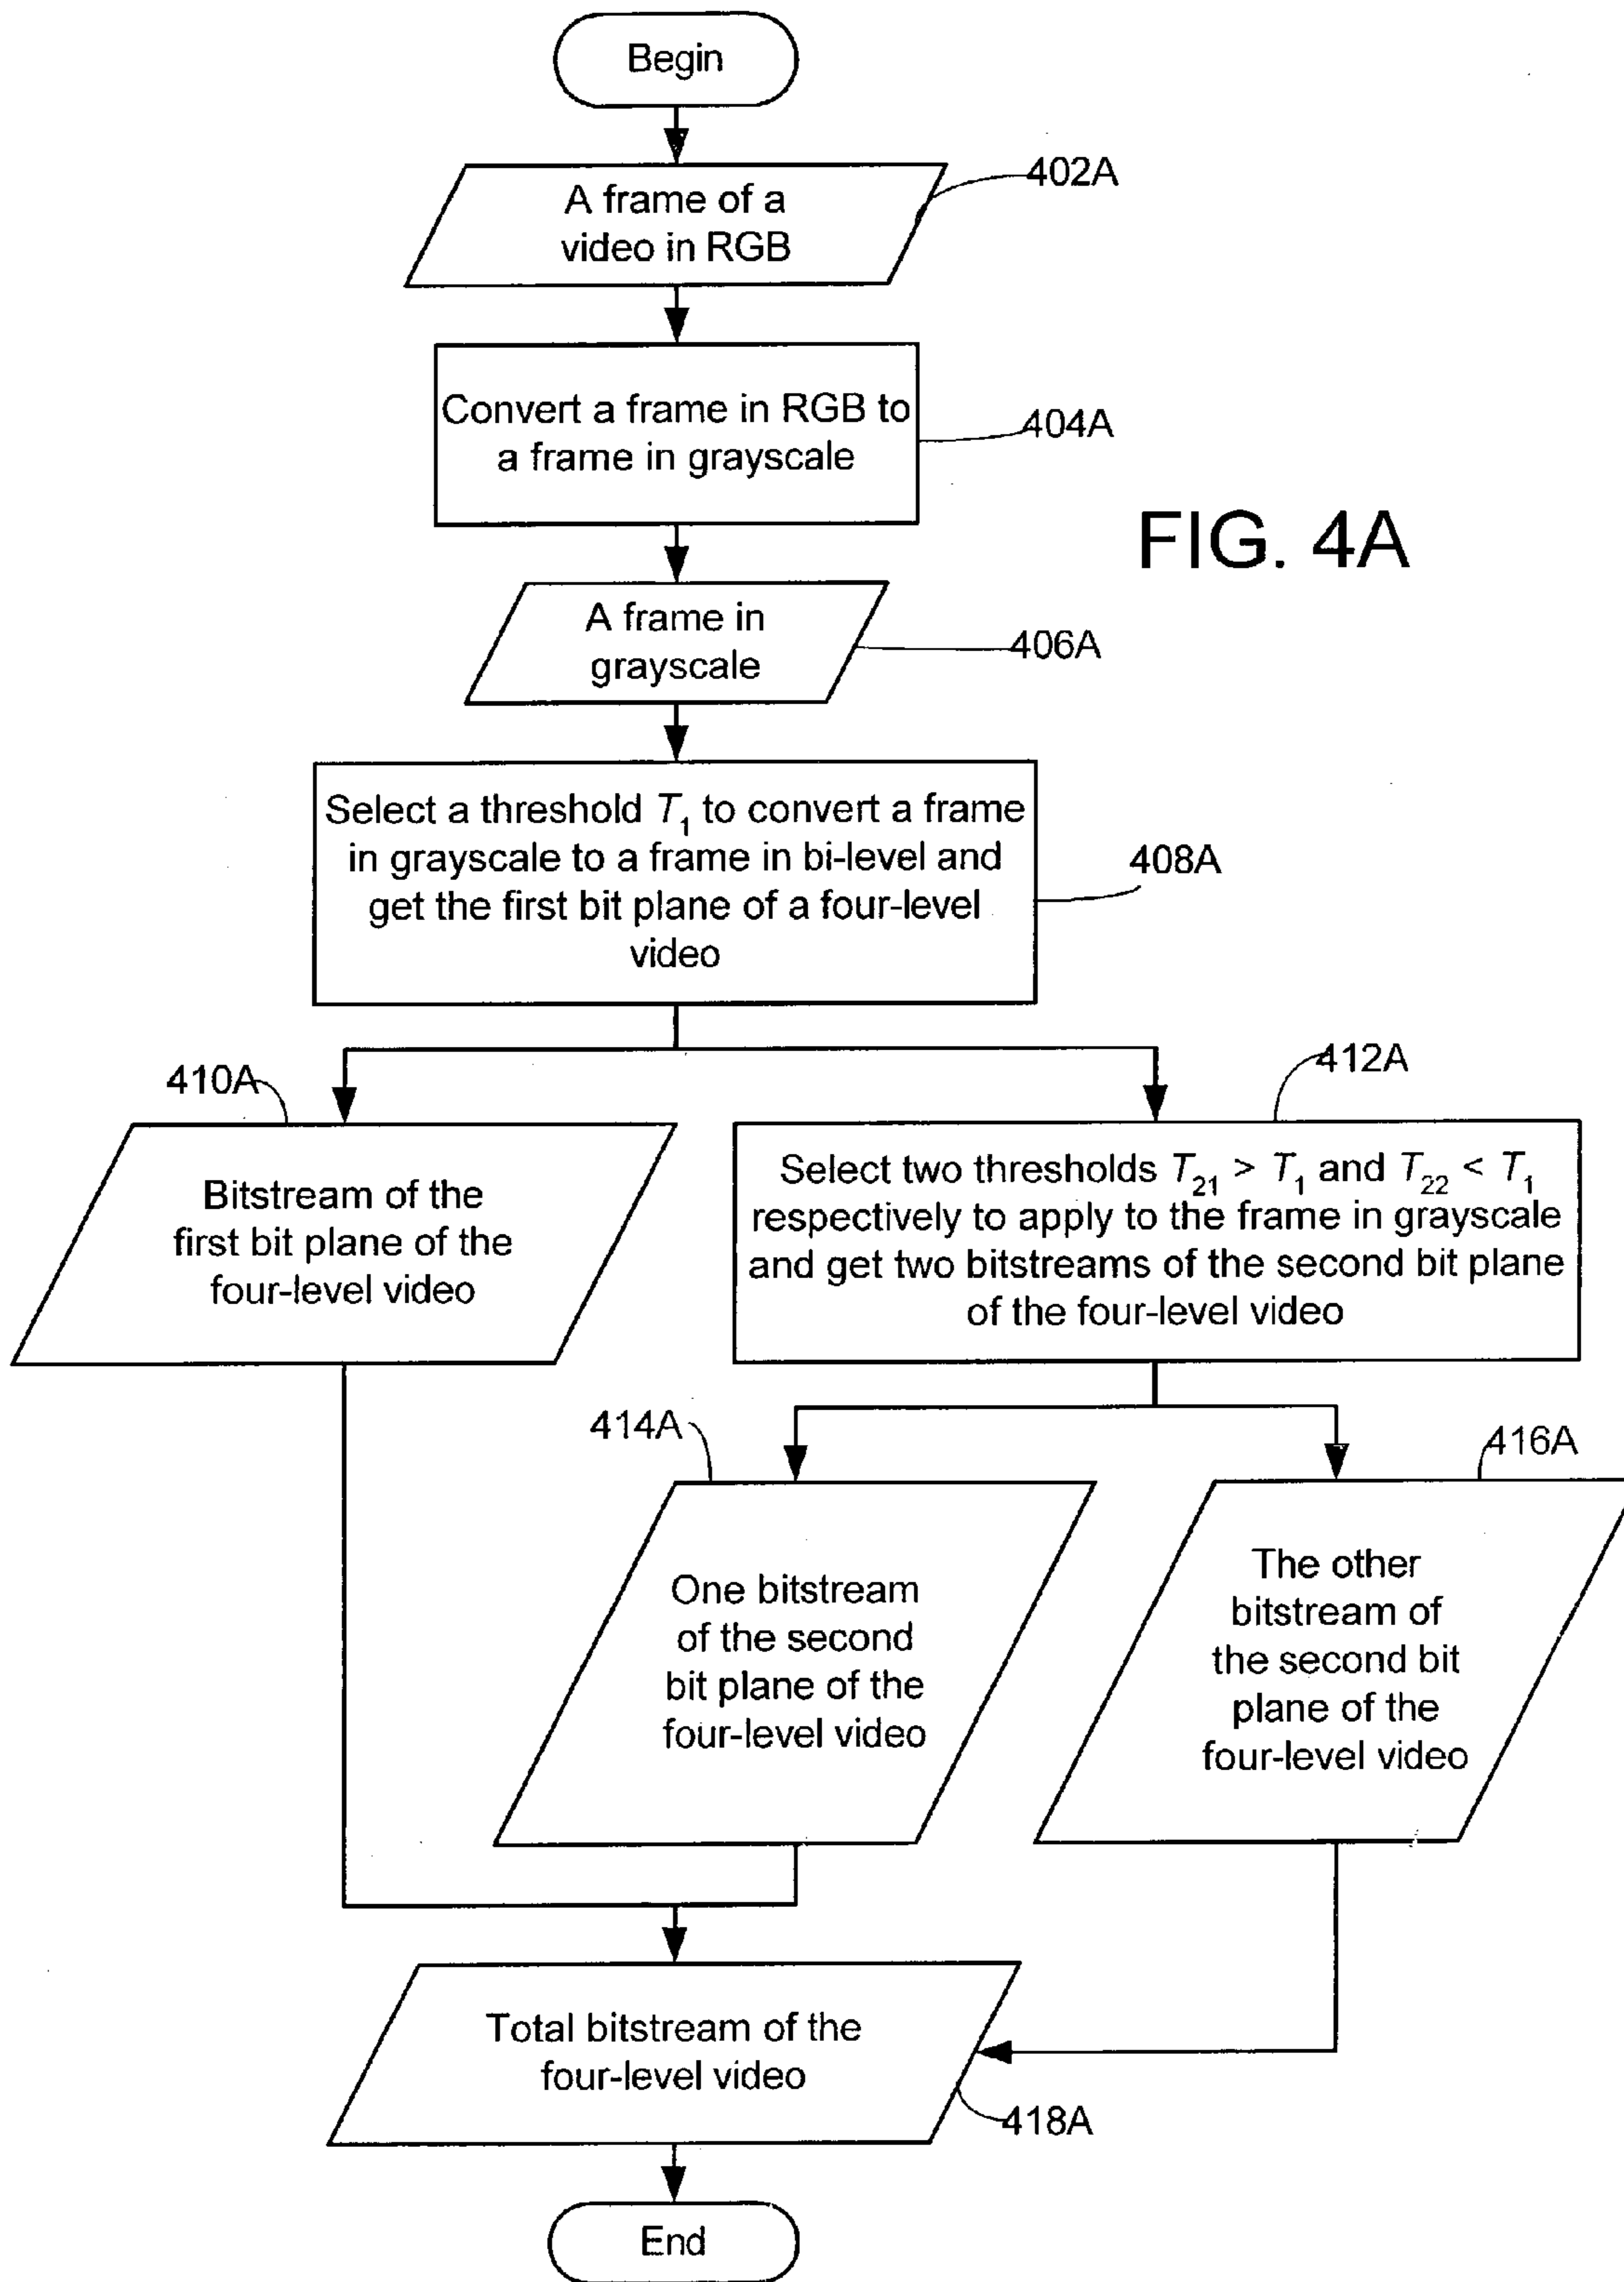 Begin
402A
A frame of a
video in RGB
Convert a frame in RGB to
a frame in grayscale
404A
FIG. 4A
A frame in
grayscale
406A
Select a threshold T1 to convert a frame
in grayscale to a frame in bi-level and
get the first bit plane of a four-level
video
408A
410A
412A
Bitstream of the
first bit plane of the
four-level video
Select two thresholds T21 > T1 and T22 < T1
respectively to apply to the frame in grayscale
and get two bitstreams of the second bit plane
of the four-level video
414A
416A
One bitstream
of the second
bit plane of the
four-level video
The other
bitstream of
the second bit
plane of the
four-level video
Total bitstream of the
four-level video
418A
End